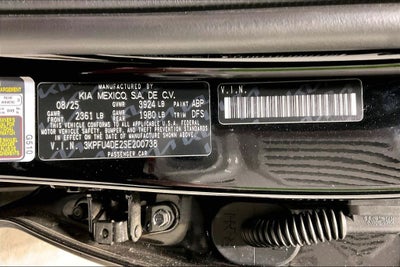 MANUFACTURED BY
KIA MEXICO, S.A. DE C.V.
08/25 GVWR 3924 LB PAINT ABP
GAWR FRONT 2361 LB GAWR REAR 1980 LB TRIM DFS
THIS VEHICLE CONFORMS TO ALL APPLICABLE U.S.A. FEDERAL
MOTOR VEHICLE SAFETY, BUMPER, AND THEFT PREVENTION STANDARDS
IN EFFECT ON THE DATE OF MANUFACTURE SHOWN ABOVE.
V.I.N. 3KPFU4DE2SE200738
PASSENGER CAR
V.I.N.
G510